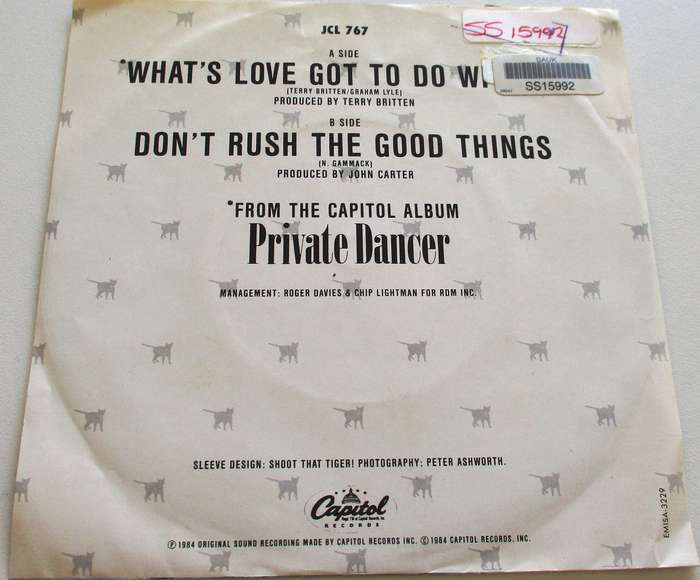 JCL 767
SS 15992
A SIDE
*WHAT'S LOVE GOT TO DO WI
(TERRY BRITTEN/GRAHAM LYLE)
PRODUCED BY TERRY BRITTEN
SS15992
B SIDE
DON'T RUSH THE GOOD THINGS
(N. GAMMACK)
PRODUCED BY JOHN CARTER
*FROM THE CAPITOL ALBUM
Private Dancer
MANAGEMENT: ROGER DAVIES & CHIP LIGHTMAN FOR RDM INC.
SLEEVE DESIGN: SHOOT THAT TIGER! PHOTOGRAPHY: PETER ASHWORTH.
Capitol
RECORDS
℗ 1984 ORIGINAL SOUND RECORDING MADE BY CAPITOL RECORDS INC. © 1984 CAPITOL RECORDS, INC.
EMISA-3229